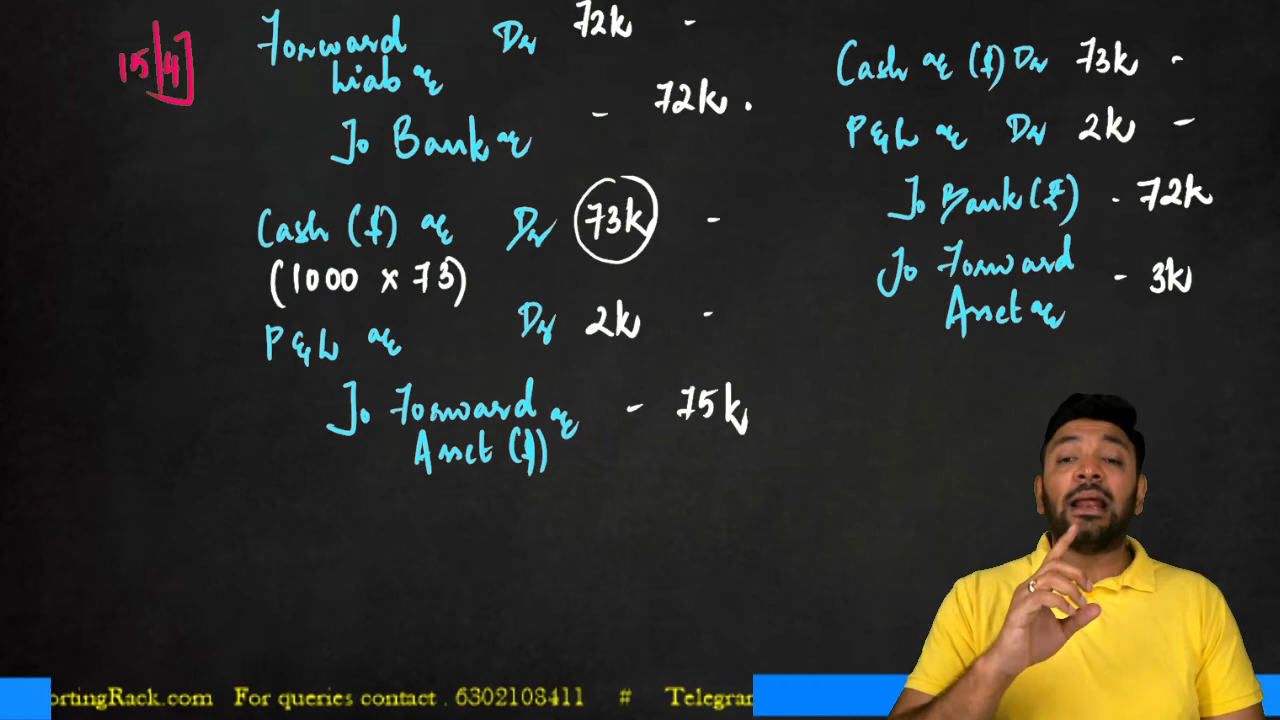 15/4]
Forward Dr 72k -
Liab a/c
To Bank a/c - 72k.
Cash ($) a/c Dr 73k -
(1000 x 73)
P&L a/c Dr 2k -
To Forward a/c - 75k
Asset ($)
Cash a/c ($) Dr 73k -
P&L a/c Dr 2k -
To Bank (₹) - 72k
To Forward - 3k
Asset a/c
ortingRack.com For queries contact . 6302108411 # Telegram